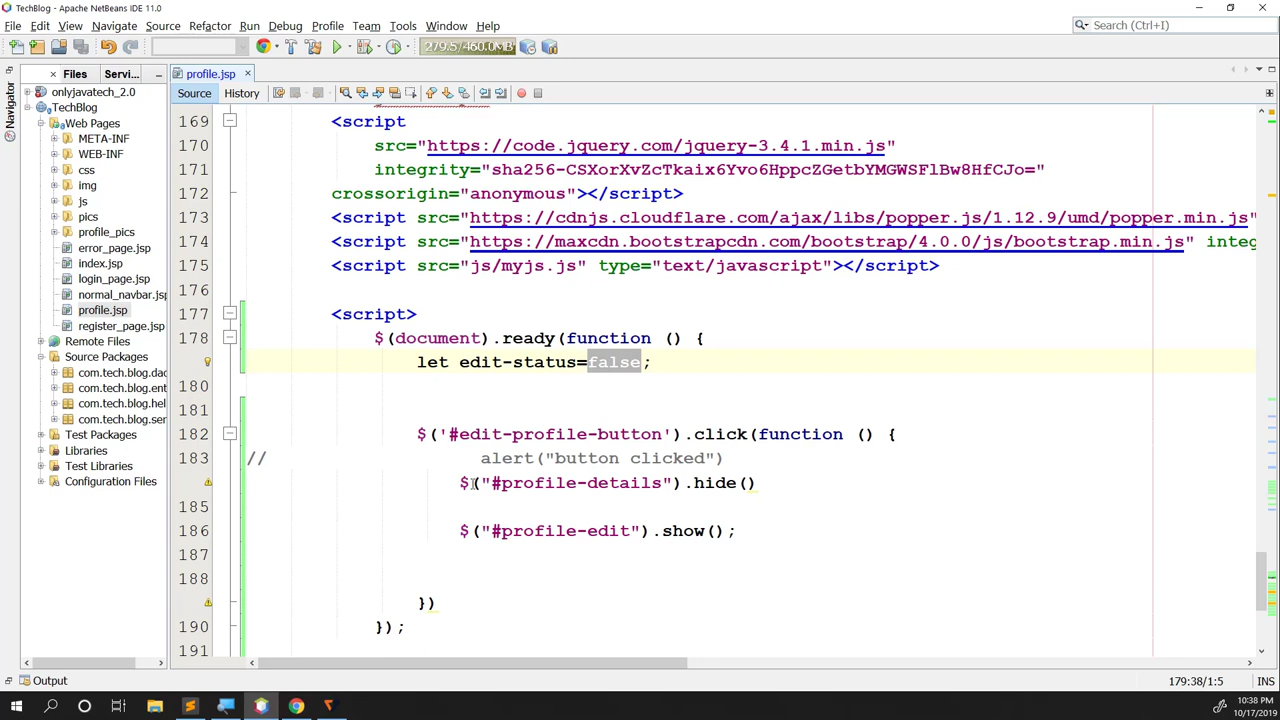 TechBlog - Apache NetBeans IDE 11.0
File Edit View Navigate Source Refactor Run Debug Profile Team Tools Window Help
Search (Ctrl+I)
279.5/460.0MB
Files Servi...
profile.jsp
Navigator
Source History
onlyjavatech_2.0
TechBlog
Web Pages
META-INF
WEB-INF
css
img
js
pics
profile_pics
error_page.jsp
index.jsp
login_page.jsp
normal_navbar.jsp
profile.jsp
register_page.jsp
Remote Files
Source Packages
com.tech.blog.dao
com.tech.blog.ent
com.tech.blog.hel
com.tech.blog.ser
Test Packages
Libraries
Test Libraries
Configuration Files
169 <script
170 src="https://code.jquery.com/jquery-3.4.1.min.js"
171 integrity="sha256-CSXorXvZcTkaix6Yvo6HppcZGetbYMGWSFlBw8HfCJo="
172 crossorigin="anonymous"></script>
173 <script src="https://cdnjs.cloudflare.com/ajax/libs/popper.js/1.12.9/umd/popper.min.js"
174 <script src="https://maxcdn.bootstrapcdn.com/bootstrap/4.0.0/js/bootstrap.min.js" integ
175 <script src="js/myjs.js" type="text/javascript"></script>
176
177 <script>
178 $(document).ready(function () {
let edit-status=false;
180
181
182 $('#edit-profile-button').click(function () {
183 // alert("button clicked")
$("#profile-details").hide()
185
186 $("#profile-edit").show();
187
188
})
190 });
191
Output
179:38/1:5 INS
10:38 PM
10/17/2019